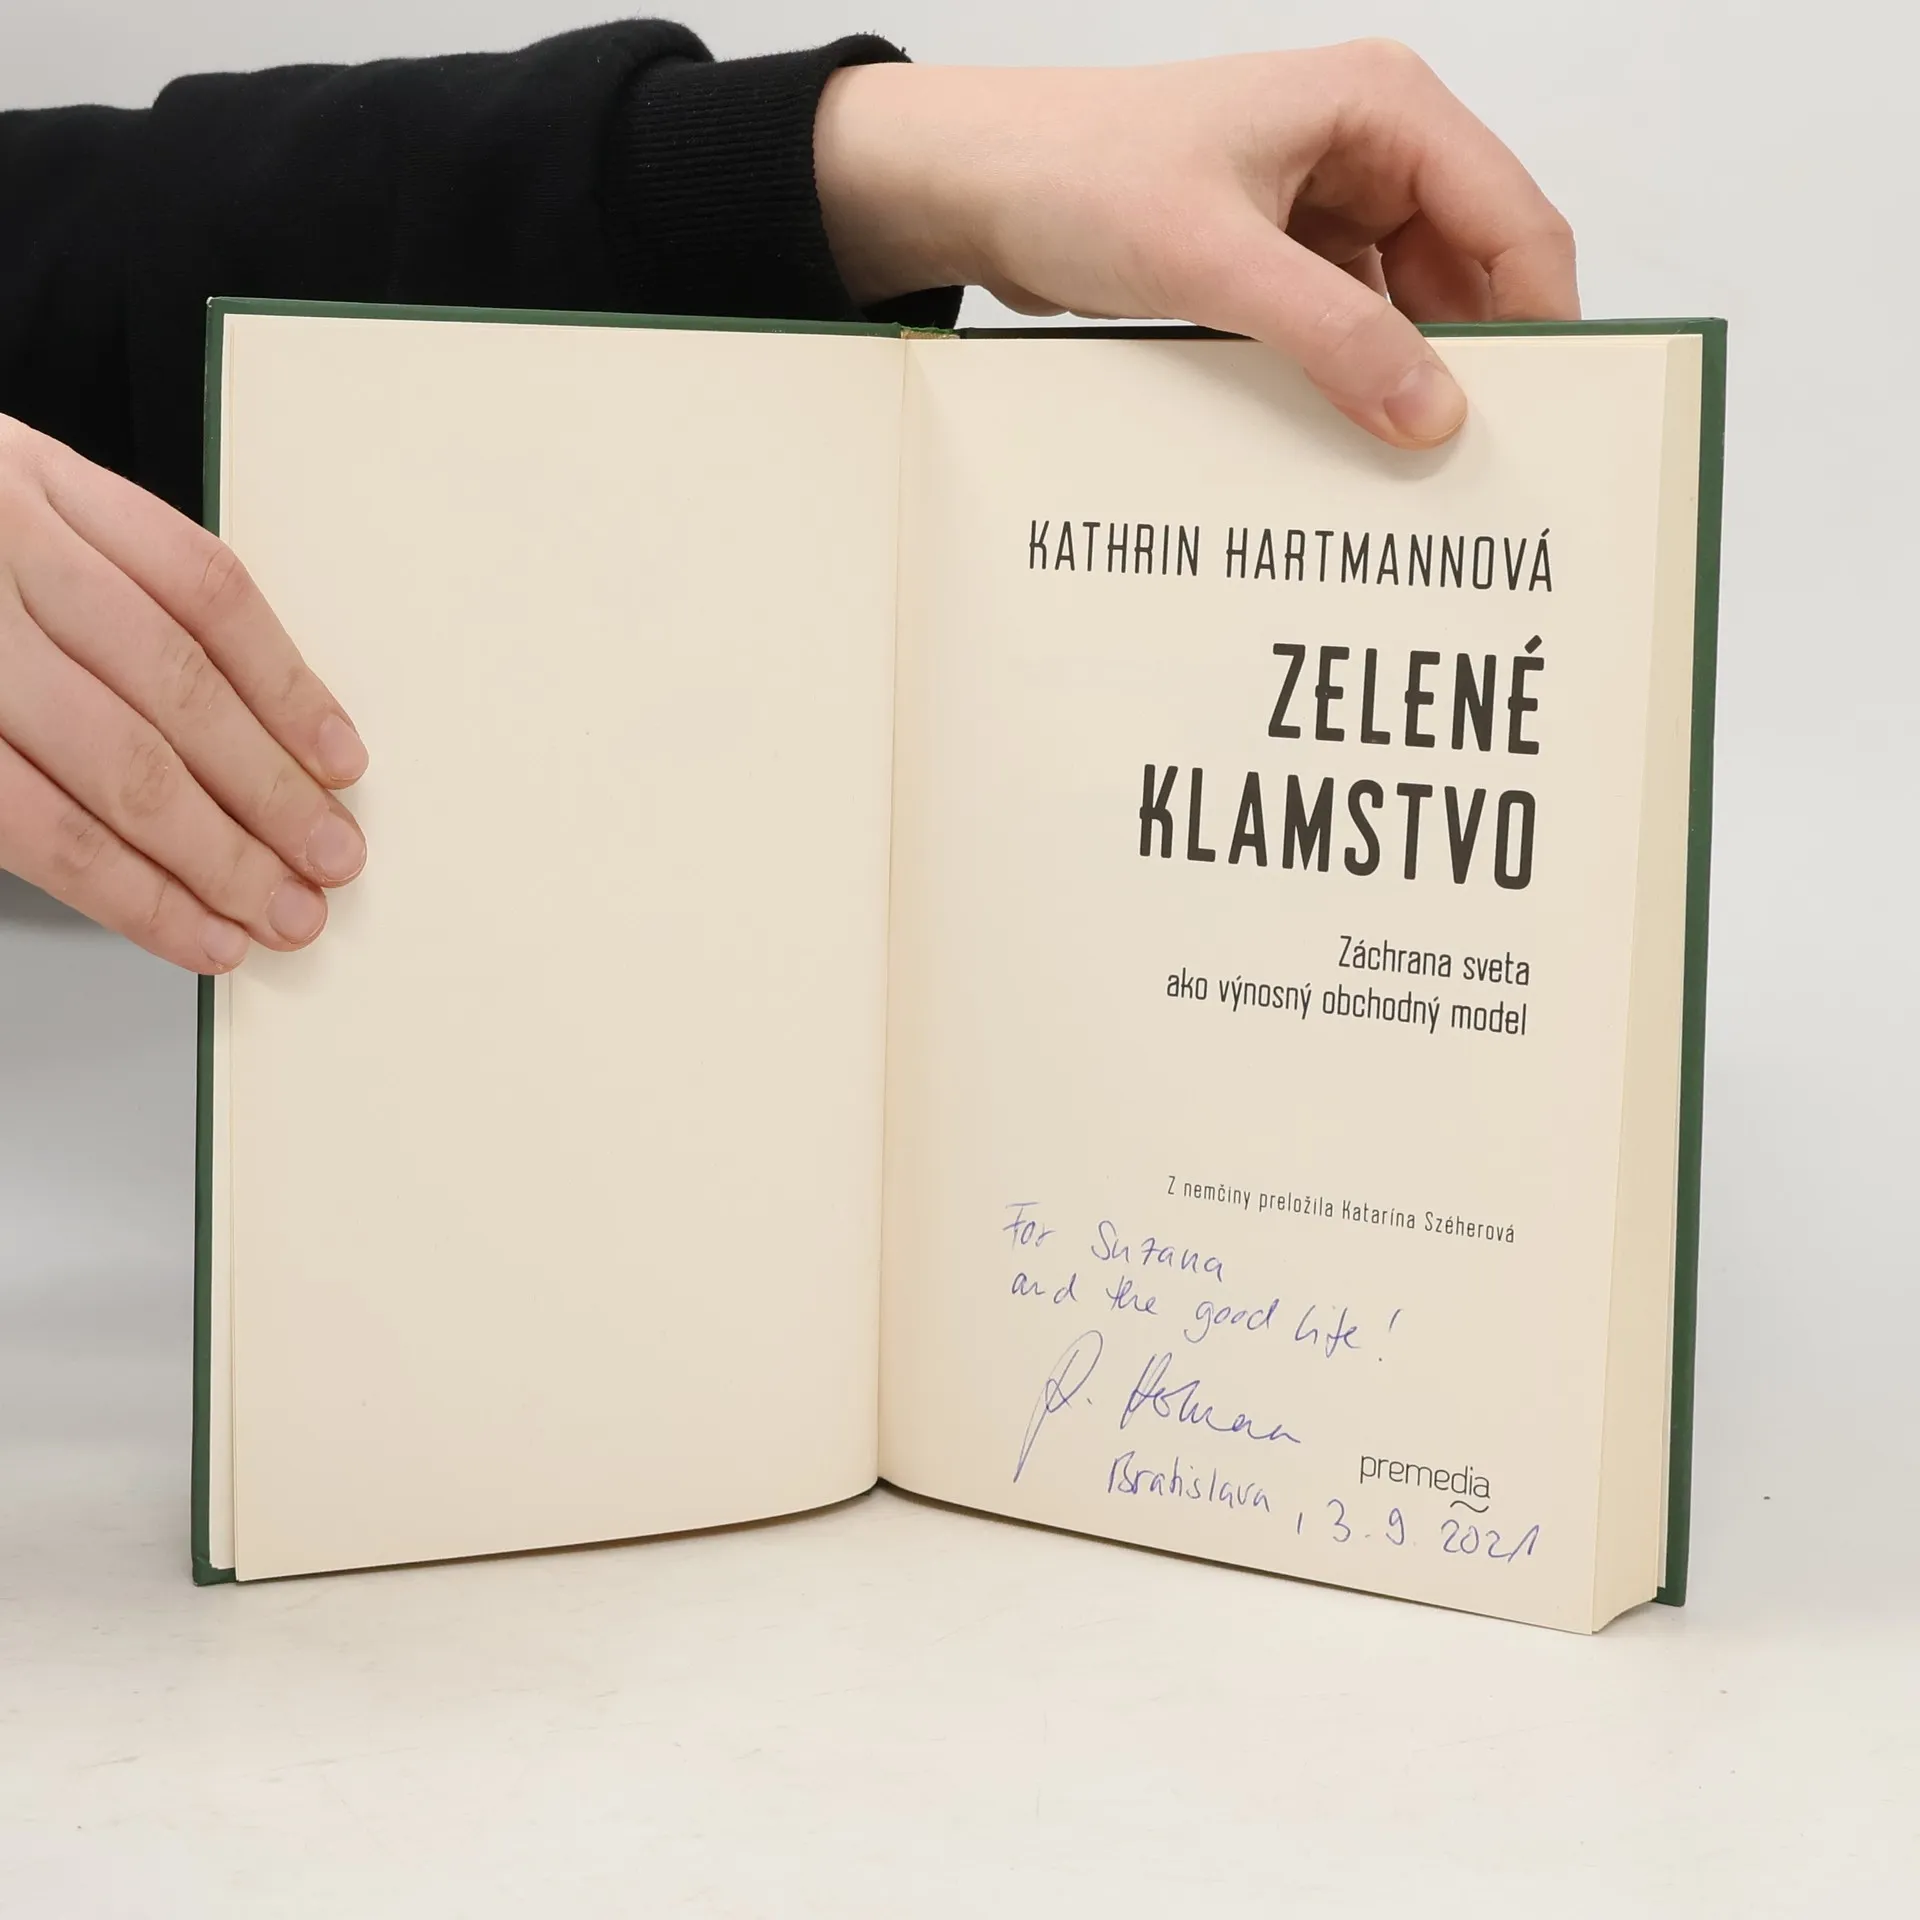 KATHRIN HARTMANNOVÁ
ZELENÉ
KLAMSTVO
Záchrana sveta
ako výnosný obchodný model
Z nemčiny preložila Katarína Széherová
For Suzana
and the good life!
premedia
Bratislava, 3.9.2021